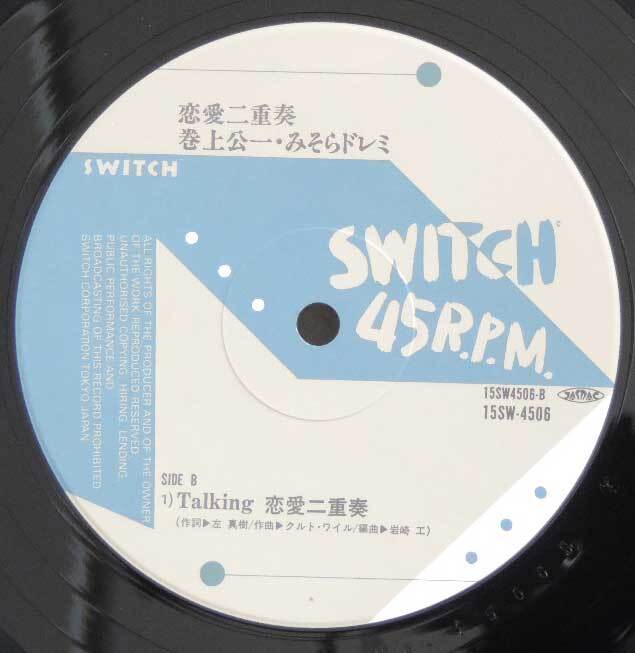 恋愛二重奏
巻上公一・みそらドレミ
SWITCH
SWITCH
45R.P.M.
ALL RIGHTS OF THE PRODUCER AND OF THE OWNER
OF THE WORK REPRODUCED RESERVED
UNAUTHORISED COPYING. HIRING. LENDING.
PUBLIC PERFORMANCE AND
BROADCASTING OF THIS RECORD PROHIBITED
SWITCH CORPORATION TOKYO JAPAN
15SW4506-B JASRAC
15SW-4506
SIDE B
1) Talking 恋愛二重奏
(作詞▶左 真樹/作曲▶クルト・ワイル/編曲▶岩崎 工)